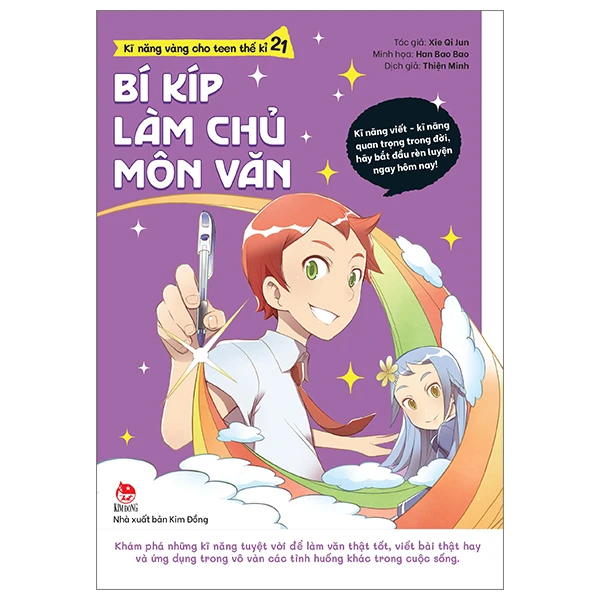 Kĩ năng vàng cho teen thế kỉ 21
Tác giả: Xie Qi Jun
Minh họa: Han Bao Bao
Dịch giả: Thiện Minh
BÍ KÍP
LÀM CHỦ
MÔN VĂN
Kĩ năng viết - kĩ năng
quan trọng trong đời,
hãy bắt đầu rèn luyện
ngay hôm nay!
KIM ĐỒNG
Nhà xuất bản Kim Đồng
Khám phá những kĩ năng tuyệt vời để làm văn thật tốt, viết bài thật hay
và ứng dụng trong vô vàn các tình huống khác trong cuộc sống.